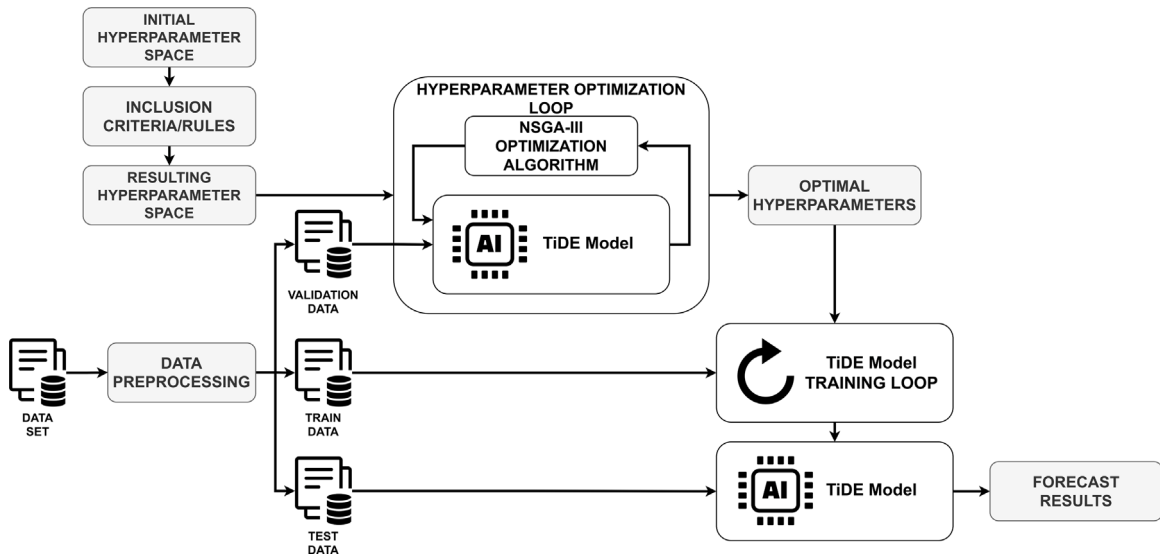 INITIAL
HYPERPARAMETER
SPACE
INCLUSION
CRITERIA/RULES
RESULTING
HYPERPARAMETER
SPACE
HYPERPARAMETER OPTIMIZATION
LOOP
NSGA-III
OPTIMIZATION
ALGORITHM
AI
TiDE Model
OPTIMAL
HYPERPARAMETERS
VALIDATION
DATA
DATA
SET
DATA
PREPROCESSING
TRAIN
DATA
TiDE Model
TRAINING LOOP
TEST
DATA
AI
TiDE Model
FORECAST
RESULTS